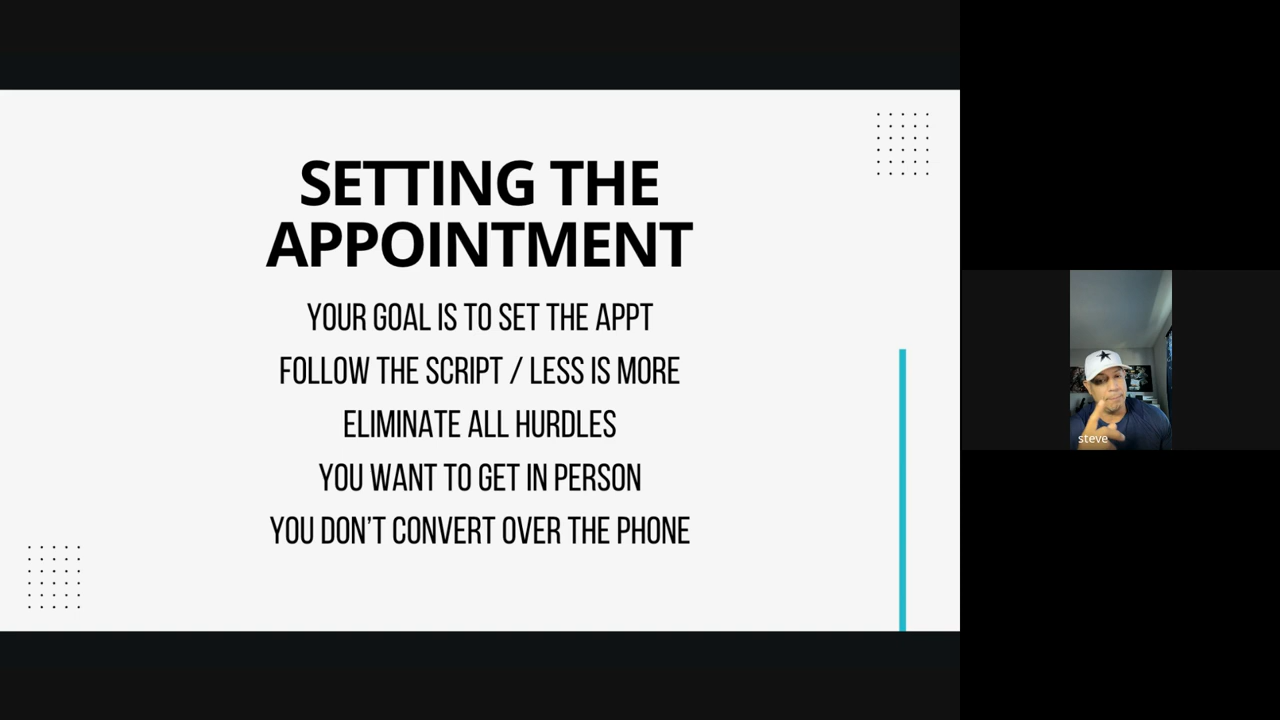 SETTING THE
APPOINTMENT
YOUR GOAL IS TO SET THE APPT
FOLLOW THE SCRIPT / LESS IS MORE
ELIMINATE ALL HURDLES
YOU WANT TO GET IN PERSON
YOU DON'T CONVERT OVER THE PHONE
steve